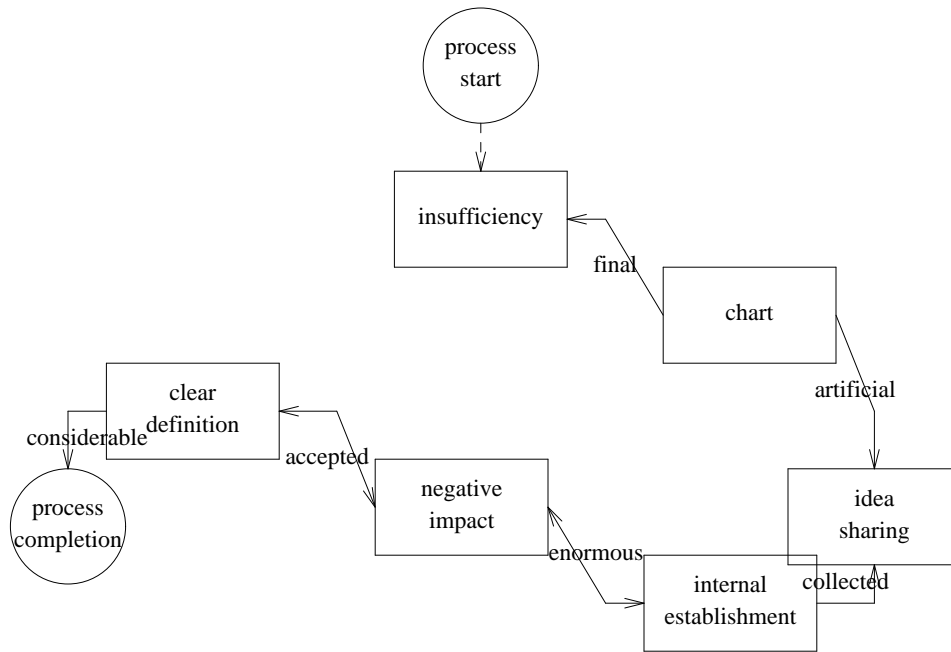 process
start
insufficiency
final
chart
artificial
clear
definition
considerable
accepted
process
completion
negative
impact
enormous
idea
sharing
collected
internal
establishment